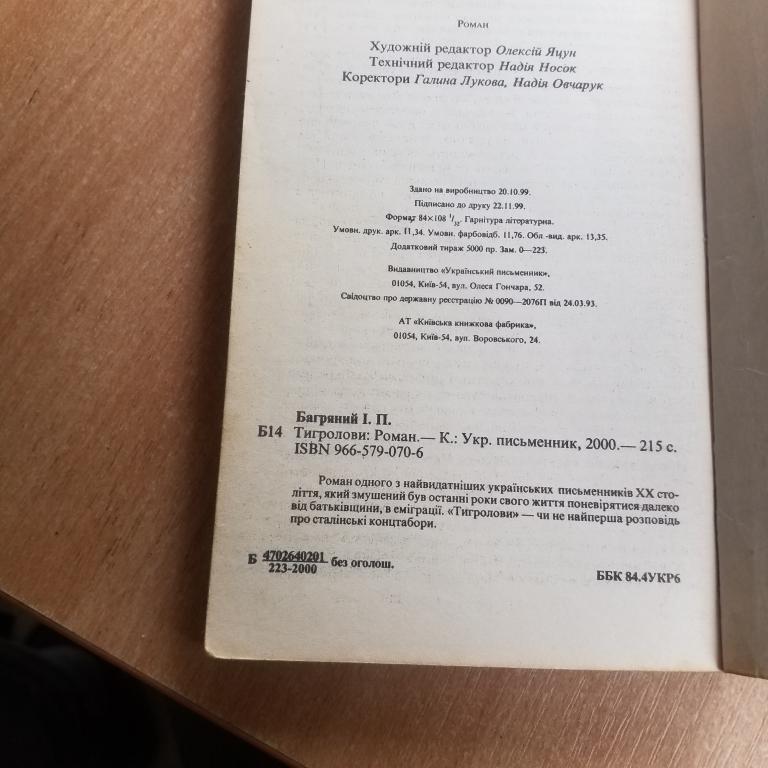 Роман
Художній редактор Олексій Яцун
Технічний редактор Надія Носок
Коректори Галина Лукова, Надія Овчарук
Здано на виробництво 20.10.99.
Підписано до друку 22.11.99.
Формат 84×108 1/32. Гарнітура літературна.
Умовн. друк. арк. 11,34. Умовн. фарбовідб. 11,76. Обл.-вид. арк. 13,35.
Додатковий тираж 5000 пр. Зам. 0—223.
Видавництво «Український письменник»,
01054, Київ-54, вул. Олеся Гончара, 52.
Свідоцтво про державну реєстрацію № 0090—2076П від 24.03.93.
АТ «Київська книжкова фабрика»,
01054, Київ-54, вул. Воровського, 24.
Багряний І. П.
Б14 Тигролови: Роман.— К.: Укр. письменник, 2000.— 215 с.
ISBN 966-579-070-6
Роман одного з найвидатніших українських письменників XX сто-
ліття, який змушений був останні роки свого життя поневірятися далеко
від батьківщини, в еміграції. «Тигролови» — чи не найперша розповідь
про сталінські концтабори.
Б 4702640201/223-2000 без оголош.
ББК 84.4УКР6